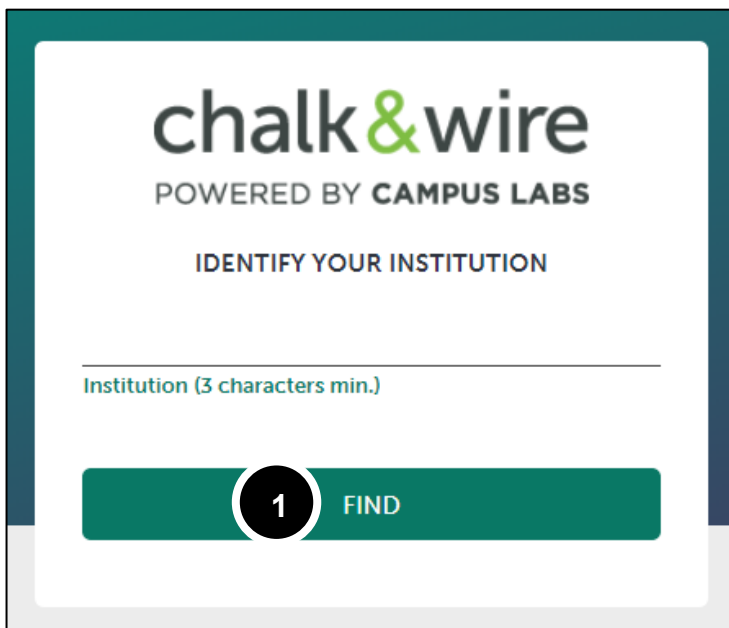 chalk&wire
POWERED BY CAMPUS LABS
IDENTIFY YOUR INSTITUTION
Institution (3 characters min.)
1 FIND